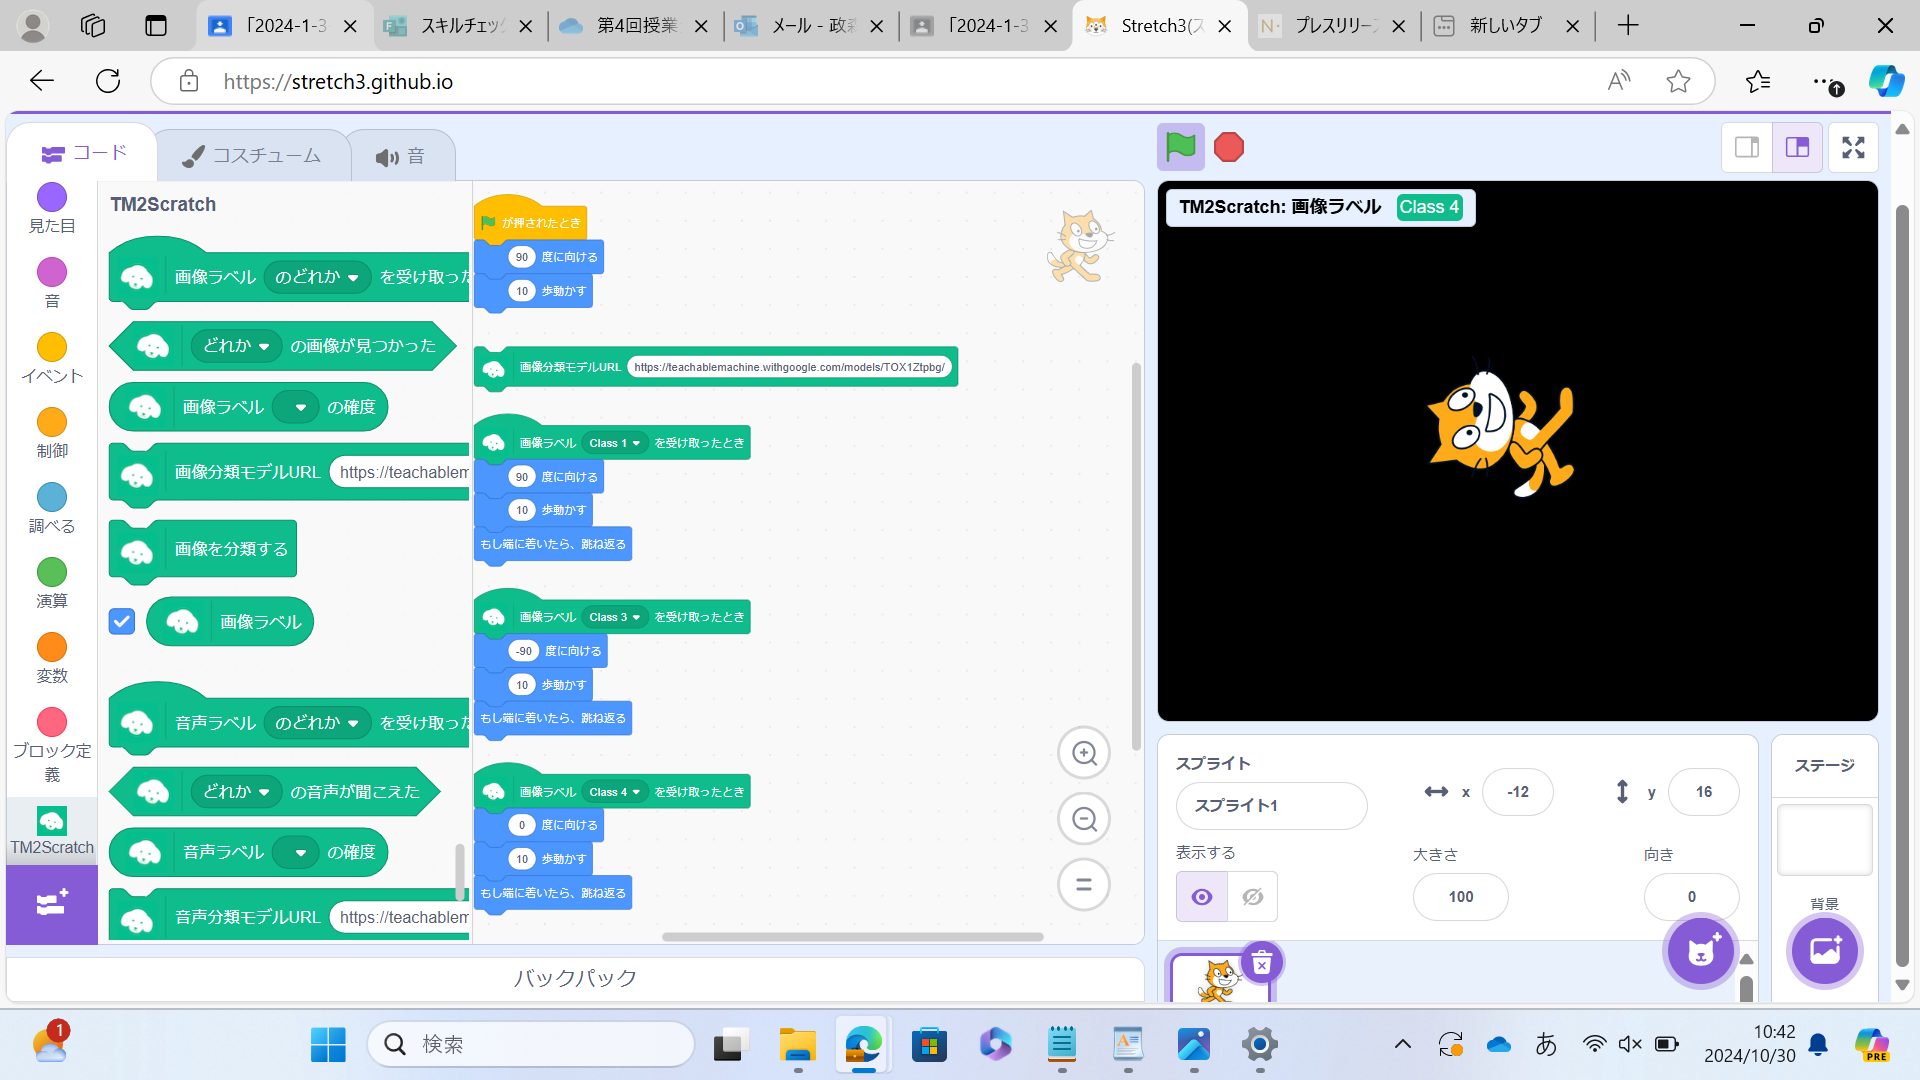 「2024-1-3
スキルチェック
第4回授業
メール - 政希
「2024-1-3
Stretch3(ス
プレスリリース
新しいタブ
https://stretch3.github.io
コード
コスチューム
音
見た目
音
イベント
制御
調べる
演算
変数
ブロック定
義
TM2Scratch
TM2Scratch
画像ラベル のどれか を受け取った
どれか の画像が見つかった
画像ラベル の確度
画像分類モデルURL https://teachablem
画像を分類する
画像ラベル
音声ラベル のどれか を受け取った
どれか の音声が聞こえた
音声ラベル の確度
音声分類モデルURL https://teachablem
が押されたとき
90 度に向ける
10 歩動かす
画像分類モデルURL https://teachablemachine.withgoogle.com/models/TOX1Ztpbg/
画像ラベル Class 1 を受け取ったとき
90 度に向ける
10 歩動かす
もし端に着いたら、跳ね返る
画像ラベル Class 3 を受け取ったとき
-90 度に向ける
10 歩動かす
もし端に着いたら、跳ね返る
画像ラベル Class 4 を受け取ったとき
0 度に向ける
10 歩動かす
もし端に着いたら、跳ね返る
バックパック
TM2Scratch: 画像ラベル Class 4
スプライト
スプライト1
x -12
y 16
表示する
大きさ
100
向き
0
ステージ
背景
1
検索
あ
10:42
2024/10/30
PRE